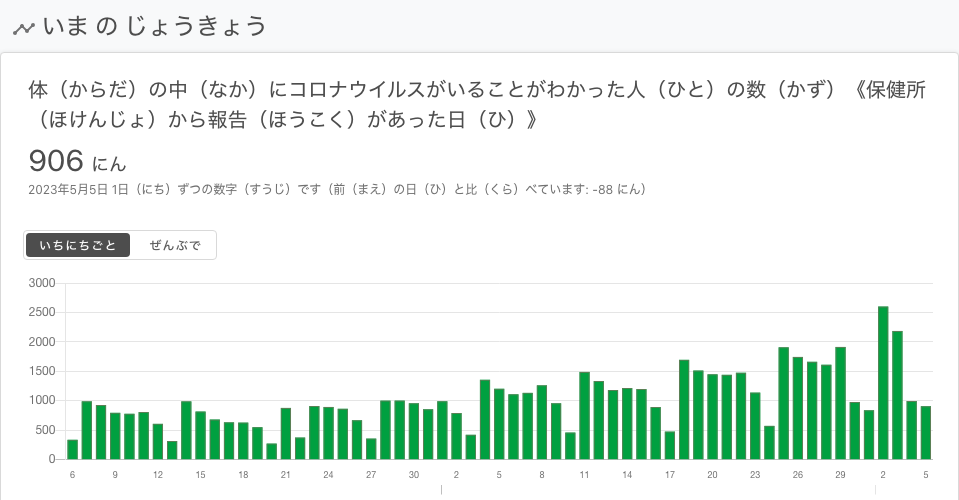 いま の じょうきょう
体（からだ）の中（なか）にコロナウイルスがいることがわかった人（ひと）の数（かず）《保健所
（ほけんじょ）から報告（ほうこく）があった日（ひ）》
906 にん
2023年5月5日 1日（にち）ずつの数字（すうじ）です（前（まえ）の日（ひ）と比（くら）べています: -88 にん）
いちにちごと ぜんぶで
3000
2500
2000
1500
1000
500
0
6 9 12 15 18 21 24 27 30 2 5 8 11 14 17 20 23 26 29 2 5